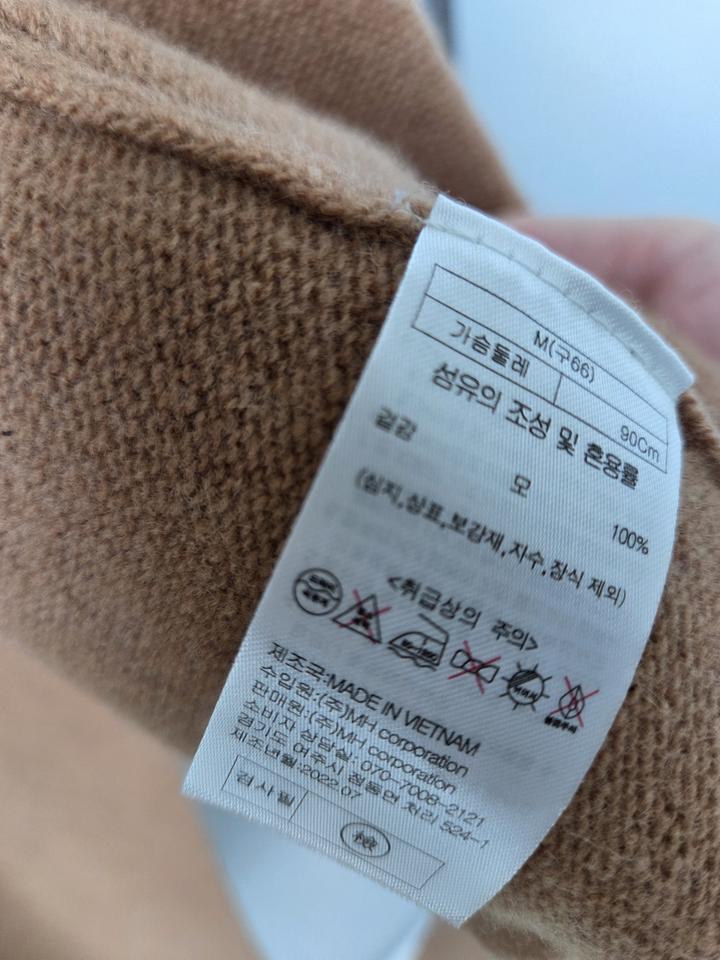 M(구66)
가슴둘레 90Cm
섬유의 조성 및 혼용률
겉감 모 100%
(심지,상표,보강재,자수,장식 제외)
<취급상의 주의>
제조국:MADE IN VIETNAM
수입원:(주)MH corporation
판매원:(주)MH corporation
소비자 상담실: 070-7008-2121
경기도 여주시 점동면 처리 524-1
제조년월:2022.07
검사필